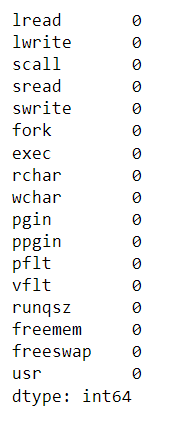 lread 0
lwrite 0
scall 0
sread 0
swrite 0
fork 0
exec 0
rchar 0
wchar 0
pgin 0
ppgin 0
pflt 0
vflt 0
runqsz 0
freemem 0
freeswap 0
usr 0
dtype: int64